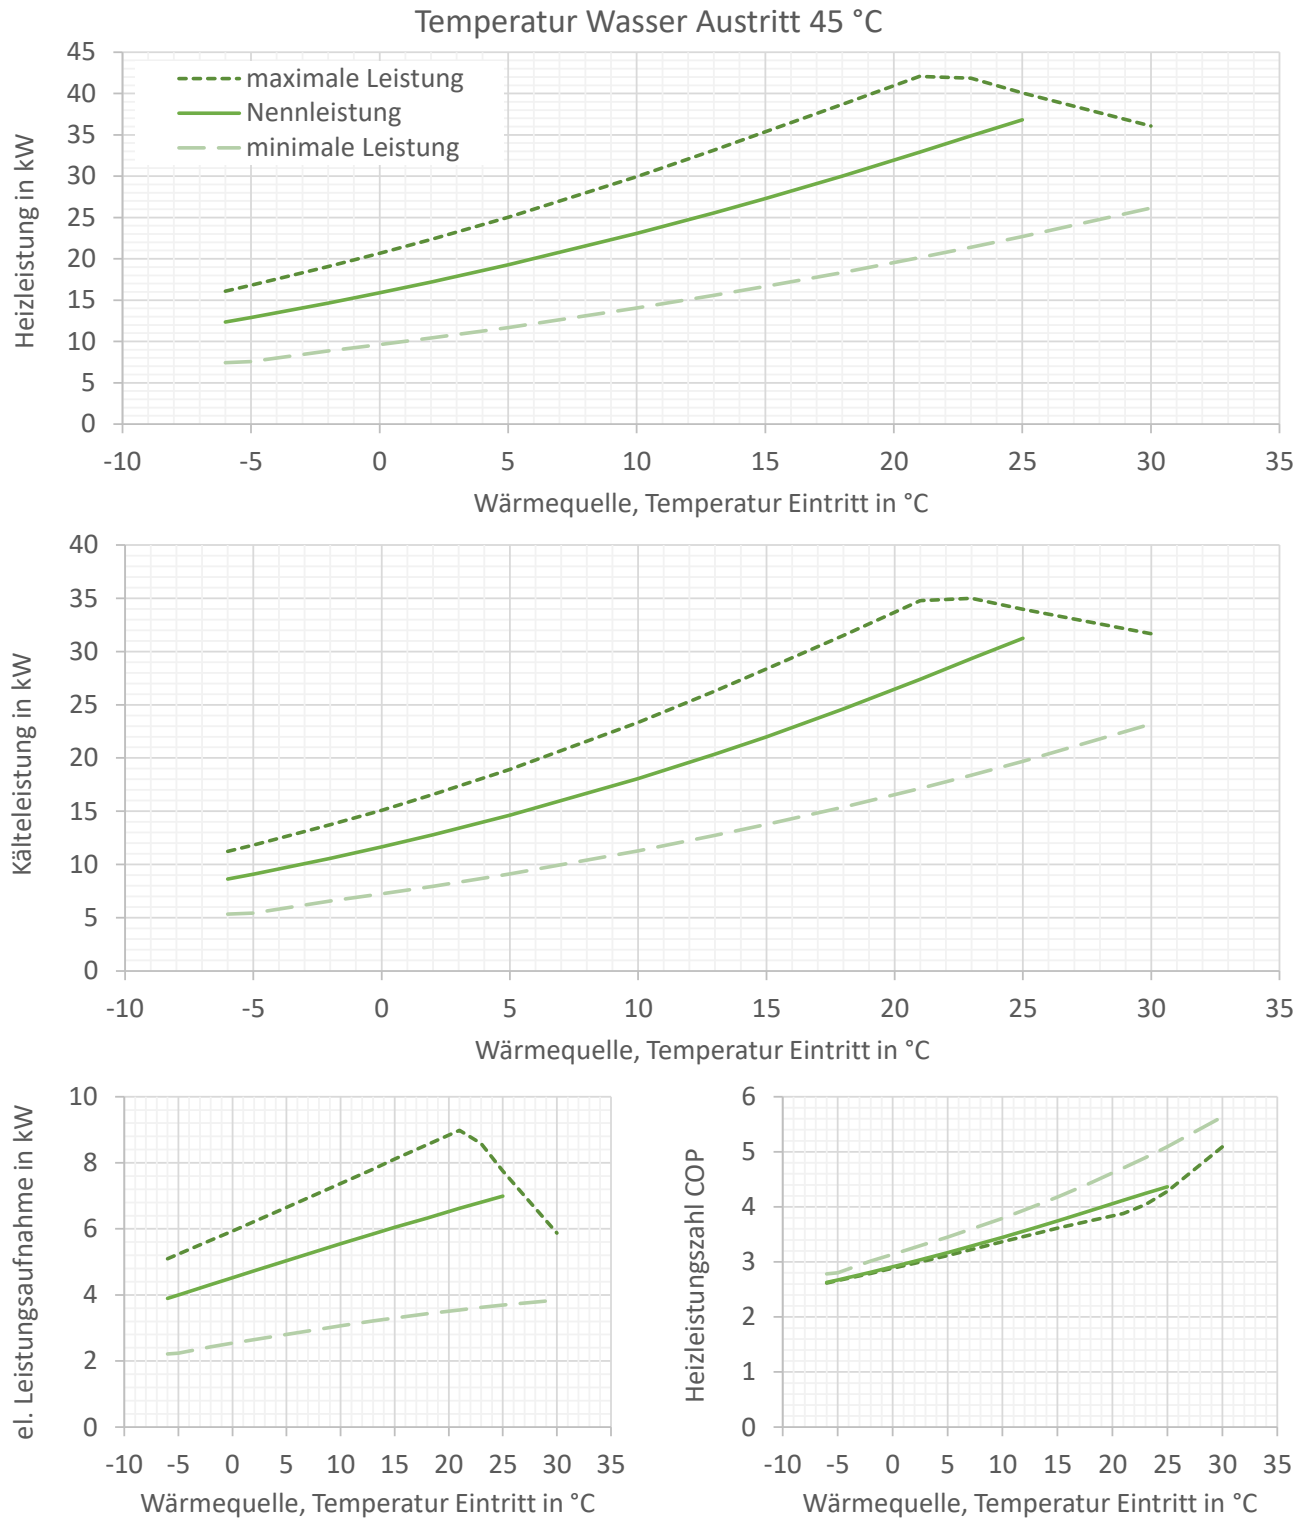 Temperatur Wasser Austritt 45 °C
maximale Leistung
Nennleistung
minimale Leistung
Heizleistung in kW
45
40
35
30
25
20
15
10
5
0
-10 -5 0 5 10 15 20 25 30 35
Wärmequelle, Temperatur Eintritt in °C
Kälteleistung in kW
40
35
30
25
20
15
10
5
0
-10 -5 0 5 10 15 20 25 30 35
Wärmequelle, Temperatur Eintritt in °C
el. Leistungsaufnahme in kW
10
8
6
4
2
0
-10 -5 0 5 10 15 20 25 30 35
Wärmequelle, Temperatur Eintritt in °C
Heizleistungszahl COP
6
5
4
3
2
1
0
-10 -5 0 5 10 15 20 25 30 35
Wärmequelle, Temperatur Eintritt in °C